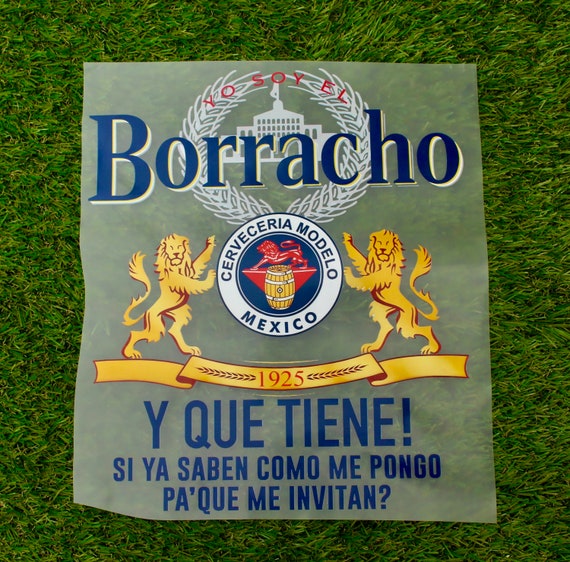 YO SOY EL
Borracho
CERVECERIA MODELO
MEXICO
1925
Y QUE TIENE!
SI YA SABEN COMO ME PONGO
PA'QUE ME INVITAN?